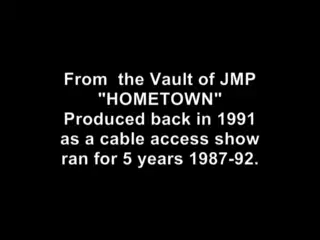 From the Vault of JMP
"HOMETOWN"
Produced back in 1991
as a cable access show
ran for 5 years 1987-92.